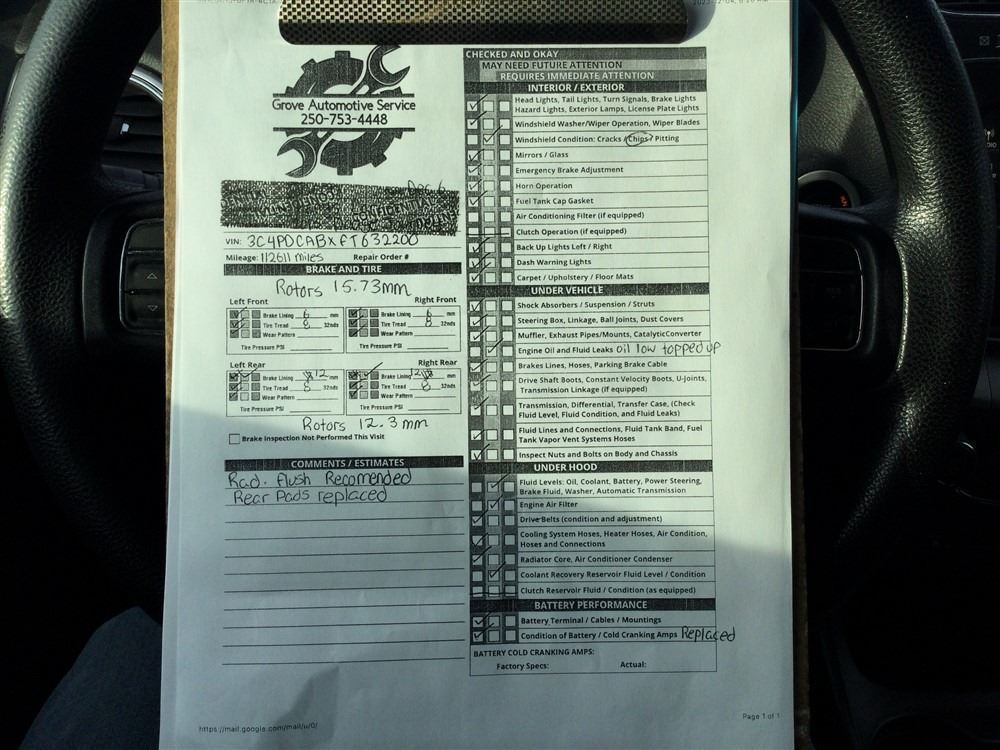 Grove Automotive Service
250-753-4448
Dec 6
VIN: 3C4PDCABXFT632200
Mileage: 112611 miles Repair Order #
BRAKE AND TIRE
Rotors 15.73mm
Left Front Right Front
Brake Lining 6 mm Brake Lining 6 mm
Tire Tread 8 32nds Tire Tread 8 32nds
Wear Pattern Wear Pattern
Tire Pressure PSI Tire Pressure PSI
Left Rear Right Rear
Brake Lining 12 mm Brake Lining 12 mm
Tire Tread 8 32nds Tire Tread 8 32nds
Wear Pattern Wear Pattern
Tire Pressure PSI Tire Pressure PSI
Rotors 12.3mm
Brake Inspection Not Performed This Visit
COMMENTS / ESTIMATES
Rad. flush Recomended
Rear Pads replaced
CHECKED AND OKAY
MAY NEED FUTURE ATTENTION
REQUIRES IMMEDIATE ATTENTION
INTERIOR / EXTERIOR
Head Lights, Tail Lights, Turn Signals, Brake Lights
Hazard Lights, Exterior Lamps, License Plate Lights
Windshield Washer/Wiper Operation, Wiper Blades
Windshield Condition: Cracks / Chips / Pitting
Mirrors / Glass
Emergency Brake Adjustment
Horn Operation
Fuel Tank Cap Gasket
Air Conditioning Filter (if equipped)
Clutch Operation (if equipped)
Back Up Lights Left / Right
Dash Warning Lights
Carpet / Upholstery / Floor Mats
UNDER VEHICLE
Shock Absorbers / Suspension / Struts
Steering Box, Linkage, Ball Joints, Dust Covers
Muffler, Exhaust Pipes/Mounts, CatalyticConverter
Engine Oil and Fluid Leaks oil low topped up
Brakes Lines, Hoses, Parking Brake Cable
Drive Shaft Boots, Constant Velocity Boots, U-Joints,
Transmission Linkage (if equipped)
Transmission, Differential, Transfer Case, (Check
Fluid Level, Fluid Condition, and Fluid Leaks)
Fluid Lines and Connections, Fluid Tank Band, Fuel
Tank Vapor Vent Systems Hoses
Inspect Nuts and Bolts on Body and Chassis
UNDER HOOD
Fluid Levels: Oil, Coolant, Battery, Power Steering,
Brake Fluid, Washer, Automatic Transmission
Engine Air Filter
Drive Belts (condition and adjustment)
Cooling System Hoses, Heater Hoses, Air Condition,
Hoses and Connections
Radiator Core, Air Conditioner Condenser
Coolant Recovery Reservoir Fluid Level / Condition
Clutch Reservoir Fluid / Condition (as equipped)
BATTERY PERFORMANCE
Battery Terminal / Cables / Mountings
Condition of Battery / Cold Cranking Amps Replaced
BATTERY COLD CRANKING AMPS:
Factory Specs: Actual:
https://mail.google.com/mail/u/0/
Page 1 of 1